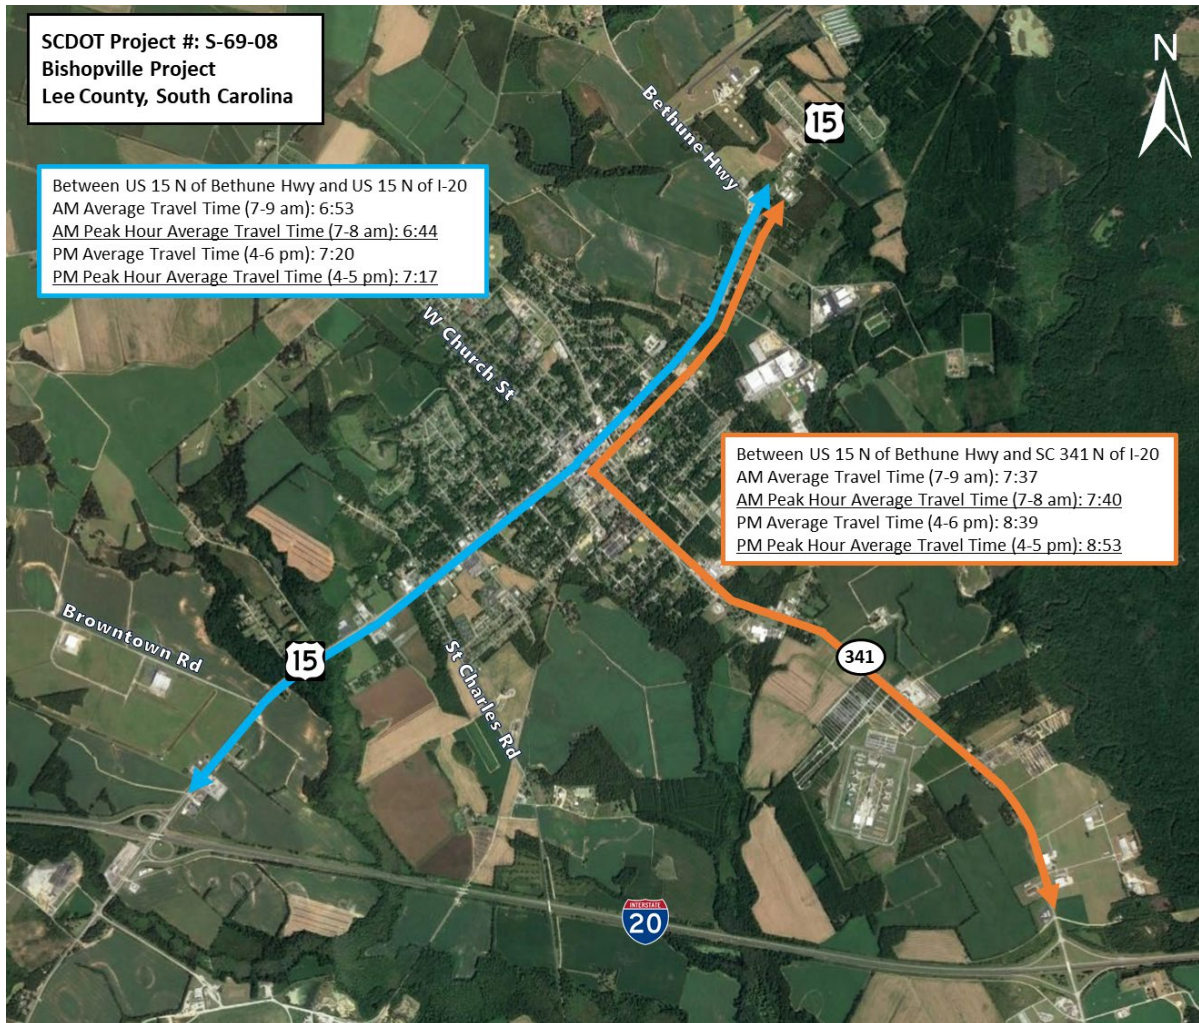 SCDOT Project #: S-69-08
Bishopville Project
Lee County, South Carolina
N
Bethune Hwy
15
Between US 15 N of Bethune Hwy and US 15 N of I-20
AM Average Travel Time (7-9 am): 6:53
AM Peak Hour Average Travel Time (7-8 am): 6:44
PM Average Travel Time (4-6 pm): 7:20
PM Peak Hour Average Travel Time (4-5 pm): 7:17
W Church St
Between US 15 N of Bethune Hwy and SC 341 N of I-20
AM Average Travel Time (7-9 am): 7:37
AM Peak Hour Average Travel Time (7-8 am): 7:40
PM Average Travel Time (4-6 pm): 8:39
PM Peak Hour Average Travel Time (4-5 pm): 8:53
Browntown Rd
15
St Charles Rd
341
INTERSTATE
20